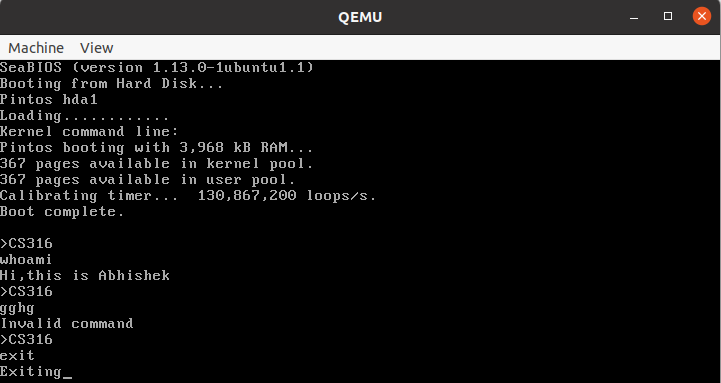 QEMU
Machine View
SeaBIOS (version 1.13.0-1ubuntu1.1)
Booting from Hard Disk...
Pintos hda1
Loading............
Kernel command line:
Pintos booting with 3,968 kB RAM...
367 pages available in kernel pool.
367 pages available in user pool.
Calibrating timer... 130,867,200 loops/s.
Boot complete.
>CS316
whoami
Hi,this is Abhishek
>CS316
gghg
Invalid command
>CS316
exit
Exiting_